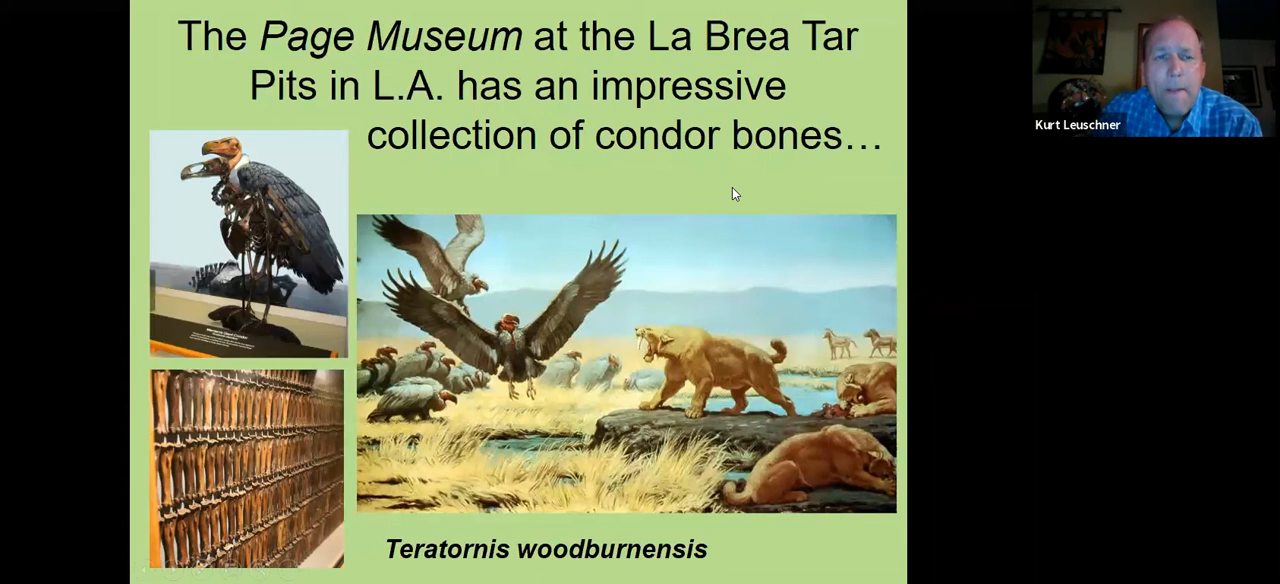 The Page Museum at the La Brea Tar
Pits in L.A. has an impressive
collection of condor bones…
Kurt Leuschner
Teratornis woodburnensis